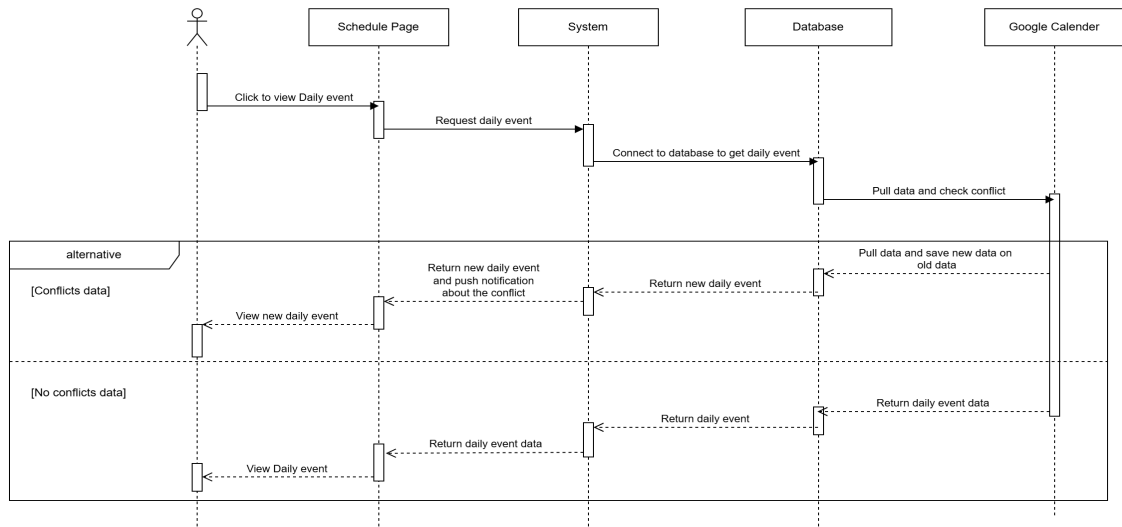 Schedule Page
System
Database
Google Calender
Click to view Daily event
Request daily event
Connect to database to get daily event
Pull data and check conflict
alternative
[Conflicts data]
Pull data and save new data on
old data
Return new daily event
Return new daily event
and push notification
about the conflict
View new daily event
[No conflicts data]
Return daily event data
Return daily event
Return daily event data
View Daily event